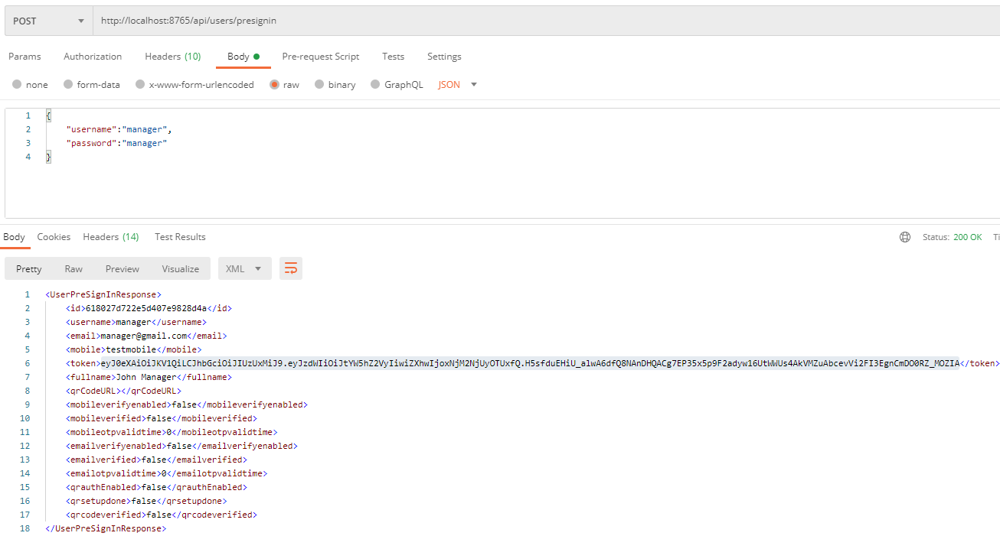 POST http://localhost:8765/api/users/presignin
Params Authorization Headers (10) Body Pre-request Script Tests Settings
none form-data x-www-form-urlencoded raw binary GraphQL JSON
1 {
2 "username":"manager",
3 "password":"manager"
4 }
Body Cookies Headers (14) Test Results Status: 200 OK Ti
Pretty Raw Preview Visualize XML
1 <UserPreSignInResponse>
2 <id>618027d722e5d407e9828d4a</id>
3 <username>manager</username>
4 <email>manager@gmail.com</email>
5 <mobile>testmobile</mobile>
6 <token>eyJ0eXAiOiJKV1QiLCJhbGciOiJIUzUxMiJ9.eyJzdWIiOiJtYW5hZ2VyIiwiZXhwIjoxNjM2NjUyOTUxfQ.H5sfduEHiU_alwA6dfQ8NAnDHQACg7EP35x5p9F2adyw16UtWWUs4AkVMZuAbcevVi2FI3EgnCmDO0RZ_MOZIA</token>
7 <fullname>John Manager</fullname>
8 <qrCodeURL></qrCodeURL>
9 <mobileverifyenabled>false</mobileverifyenabled>
10 <mobileverified>false</mobileverified>
11 <mobileotpvalidtime>0</mobileotpvalidtime>
12 <emailverifyenabled>false</emailverifyenabled>
13 <emailverified>false</emailverified>
14 <emailotpvalidtime>0</emailotpvalidtime>
15 <qrauthEnabled>false</qrauthEnabled>
16 <qrsetupdone>false</qrsetupdone>
17 <qrcodeverified>false</qrcodeverified>
18 </UserPreSignInResponse>